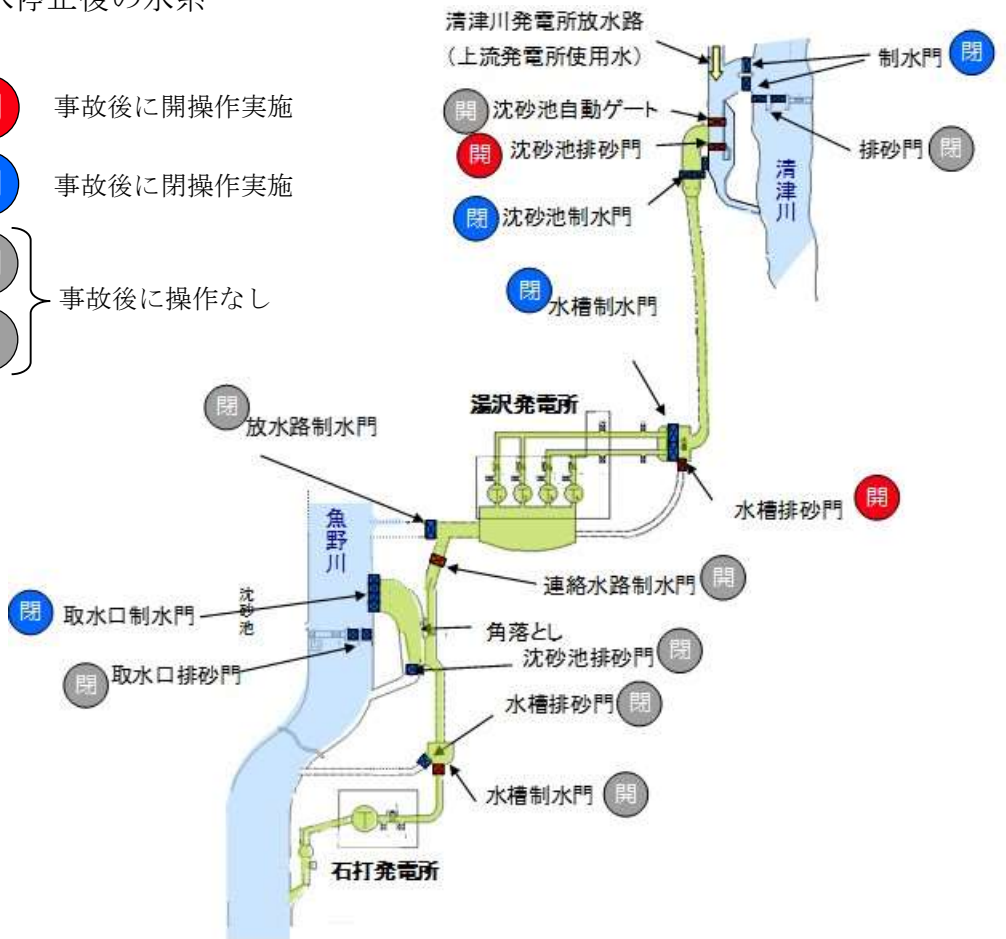 水停止後の水系
事故後に開操作実施
事故後に閉操作実施
事故後に操作なし
清津川発電所放水路
(上流発電所使用水)
制水門 閉
開 沈砂池自動ゲート
開 沈砂池排砂門
排砂門 閉
清津川
閉 沈砂池制水門
閉 水槽制水門
湯沢発電所
閉 放水路制水門
水槽排砂門 開
魚野川
連絡水路制水門 開
沈砂池
閉 取水口制水門
角落とし
沈砂池排砂門 閉
閉 取水口排砂門
水槽排砂門 閉
水槽制水門 開
石打発電所